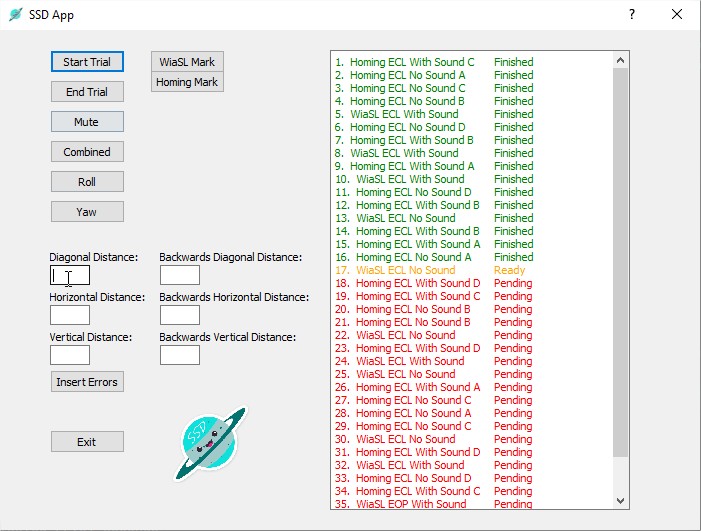 SSD App
Start Trial
WiaSL Mark
Homing Mark
End Trial
Mute
Combined
Roll
Yaw
Diagonal Distance: Backwards Diagonal Distance:
Horizontal Distance: Backwards Horizontal Distance:
Vertical Distance: Backwards Vertical Distance:
Insert Errors
SSD
Exit
1. Homing ECL With Sound C Finished
2. Homing ECL No Sound A Finished
3. Homing ECL No Sound C Finished
4. Homing ECL No Sound B Finished
5. WiaSL ECL With Sound Finished
6. Homing ECL No Sound D Finished
7. Homing ECL With Sound B Finished
8. WiaSL ECL With Sound Finished
9. Homing ECL With Sound A Finished
10. WiaSL ECL With Sound Finished
11. Homing ECL No Sound D Finished
12. Homing ECL With Sound B Finished
13. WiaSL ECL No Sound Finished
14. Homing ECL With Sound B Finished
15. Homing ECL With Sound A Finished
16. Homing ECL No Sound A Finished
17. WiaSL ECL No Sound Ready
18. Homing ECL With Sound D Pending
19. Homing ECL With Sound C Pending
20. Homing ECL No Sound B Pending
21. Homing ECL No Sound B Pending
22. WiaSL ECL No Sound Pending
23. Homing ECL With Sound D Pending
24. WiaSL ECL With Sound Pending
25. WiaSL ECL No Sound Pending
26. Homing ECL With Sound A Pending
27. Homing ECL No Sound C Pending
28. Homing ECL No Sound A Pending
29. Homing ECL No Sound C Pending
30. WiaSL ECL No Sound Pending
31. Homing ECL With Sound D Pending
32. WiaSL ECL With Sound Pending
33. Homing ECL No Sound D Pending
34. Homing ECL With Sound C Pending
35. WiaSL EOP With Sound Pending